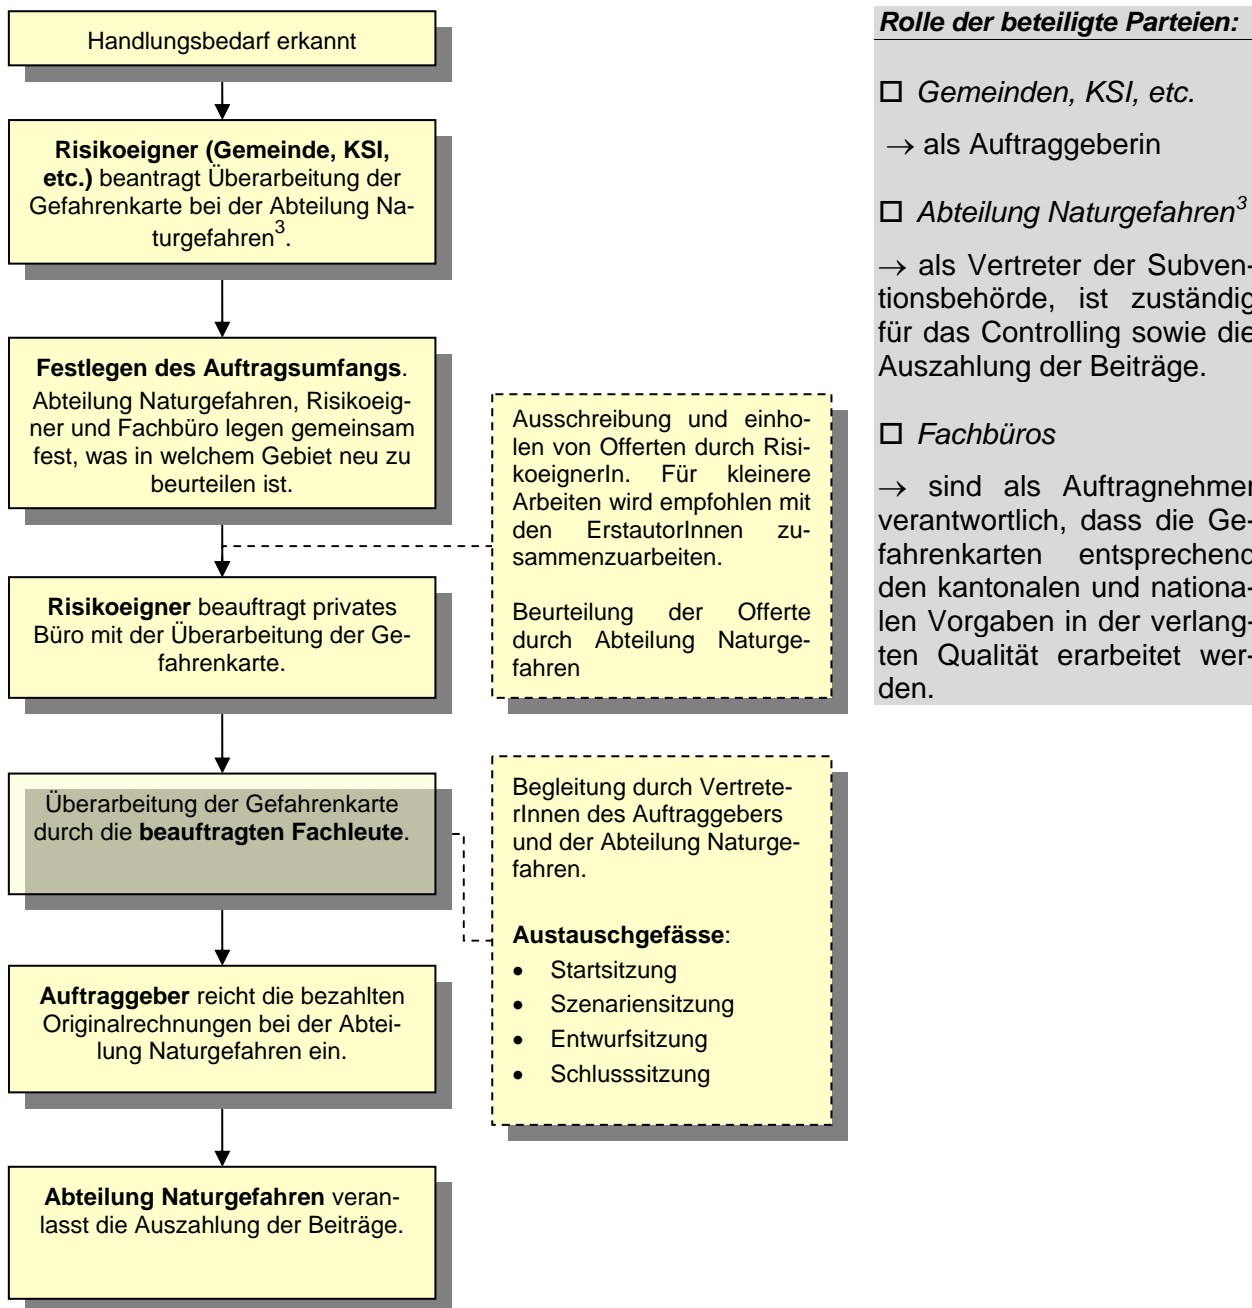 Handlungsbedarf erkannt
Risikoeigner (Gemeinde, KSI,
etc.) beantragt Überarbeitung der
Gefahrenkarte bei der Abteilung Na-
turgefahren³.
Festlegen des Auftragsumfangs.
Abteilung Naturgefahren, Risikoeig-
ner und Fachbüro legen gemeinsam
fest, was in welchem Gebiet neu zu
beurteilen ist.
Ausschreibung und einho-
len von Offerten durch Risi-
koeignerIn. Für kleinere
Arbeiten wird empfohlen mit
den ErstautorInnen zu-
sammenzuarbeiten.
Beurteilung der Offerte
durch Abteilung Naturge-
fahren
Risikoeigner beauftragt privates
Büro mit der Überarbeitung der Ge-
fahrenkarte.
Überarbeitung der Gefahrenkarte
durch die beauftragten Fachleute.
Begleitung durch Vertrete-
rInnen des Auftraggebers
und der Abteilung Naturge-
fahren.
Austauschgefässe:
• Startsitzung
• Szenariensitzung
• Entwurfsitzung
• Schlusssitzung
Auftraggeber reicht die bezahlten
Originalrechnungen bei der Abtei-
lung Naturgefahren ein.
Abteilung Naturgefahren veran-
lasst die Auszahlung der Beiträge.
Rolle der beteiligte Parteien:
☐ Gemeinden, KSI, etc.
→ als Auftraggeberin
☐ Abteilung Naturgefahren³
→ als Vertreter der Subven-
tionsbehörde, ist zuständig
für das Controlling sowie die
Auszahlung der Beiträge.
☐ Fachbüros
→ sind als Auftragnehmer
verantwortlich, dass die Ge-
fahrenkarten entsprechend
den kantonalen und nationa-
len Vorgaben in der verlang-
ten Qualität erarbeitet wer-
den.